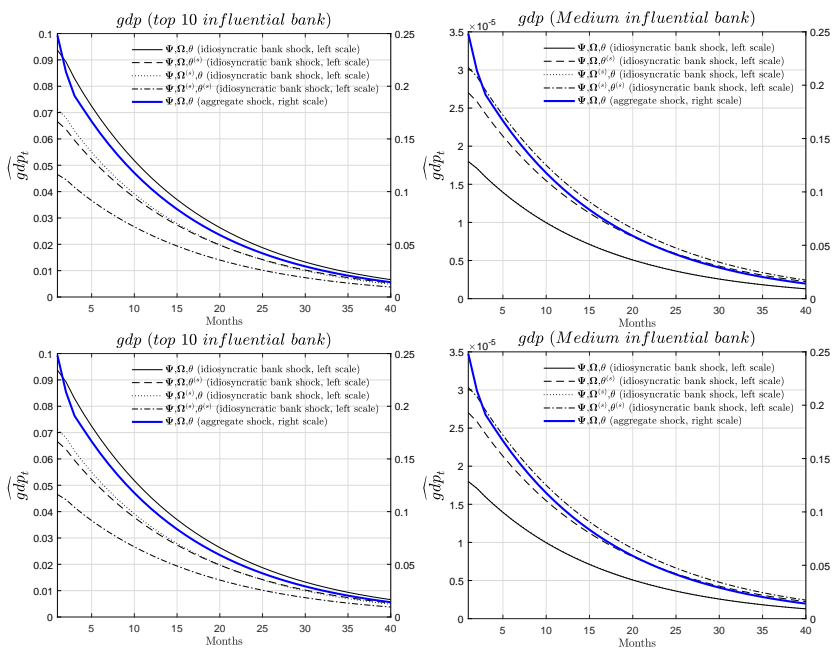 gdp (top 10 influential bank)
0.1
0.09
0.08
0.07
0.06
0.05
0.04
0.03
0.02
0.01
0
0.25
0.2
0.15
0.1
0.05
0
Ψ,Ω,θ (idiosyncratic bank shock, left scale)
Ψ,Ω,θ⁽ˢ⁾ (idiosyncratic bank shock, left scale)
Ψ,Ω⁽ˢ⁾,θ (idiosyncratic bank shock, left scale)
Ψ,Ω⁽ˢ⁾,θ⁽ˢ⁾ (idiosyncratic bank shock, left scale)
Ψ,Ω,θ (aggregate shock, right scale)
gdp_t
5 10 15 20 25 30 35 40
Months
gdp (Medium influential bank)
×10⁻⁵
3.5
3
2.5
2
1.5
1
0.5
0
0.25
0.2
0.15
0.1
0.05
0
Ψ,Ω,θ (idiosyncratic bank shock, left scale)
Ψ,Ω,θ⁽ˢ⁾ (idiosyncratic bank shock, left scale)
Ψ,Ω⁽ˢ⁾,θ (idiosyncratic bank shock, left scale)
Ψ,Ω⁽ˢ⁾,θ⁽ˢ⁾ (idiosyncratic bank shock, left scale)
Ψ,Ω,θ (aggregate shock, right scale)
gdp_t
5 10 15 20 25 30 35 40
Months
gdp (top 10 influential bank)
0.1
0.09
0.08
0.07
0.06
0.05
0.04
0.03
0.02
0.01
0
0.25
0.2
0.15
0.1
0.05
0
Ψ,Ω,θ (idiosyncratic bank shock, left scale)
Ψ,Ω,θ⁽ˢ⁾ (idiosyncratic bank shock, left scale)
Ψ,Ω⁽ˢ⁾,θ (idiosyncratic bank shock, left scale)
Ψ,Ω⁽ˢ⁾,θ⁽ˢ⁾ (idiosyncratic bank shock, left scale)
Ψ,Ω,θ (aggregate shock, right scale)
gdp_t
5 10 15 20 25 30 35 40
Months
gdp (Medium influential bank)
×10⁻⁵
3.5
3
2.5
2
1.5
1
0.5
0
0.25
0.2
0.15
0.1
0.05
0
Ψ,Ω,θ (idiosyncratic bank shock, left scale)
Ψ,Ω,θ⁽ˢ⁾ (idiosyncratic bank shock, left scale)
Ψ,Ω⁽ˢ⁾,θ (idiosyncratic bank shock, left scale)
Ψ,Ω⁽ˢ⁾,θ⁽ˢ⁾ (idiosyncratic bank shock, left scale)
Ψ,Ω,θ (aggregate shock, right scale)
gdp_t
5 10 15 20 25 30 35 40
Months